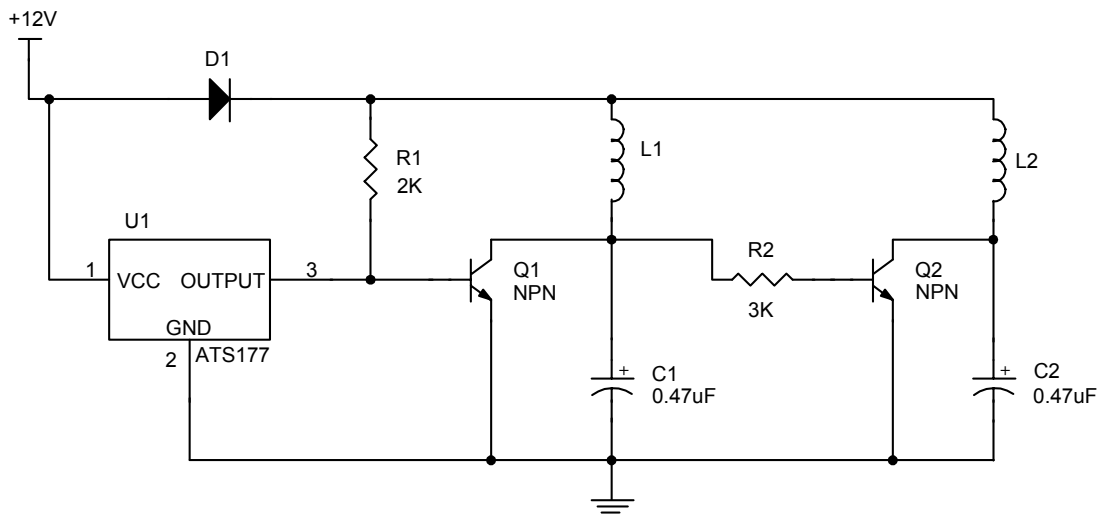 +12V
D1
R1
2K
L1
L2
U1
1
VCC
OUTPUT
3
GND
2
ATS177
Q1
NPN
R2
3K
Q2
NPN
+
C1
0.47uF
+
C2
0.47uF